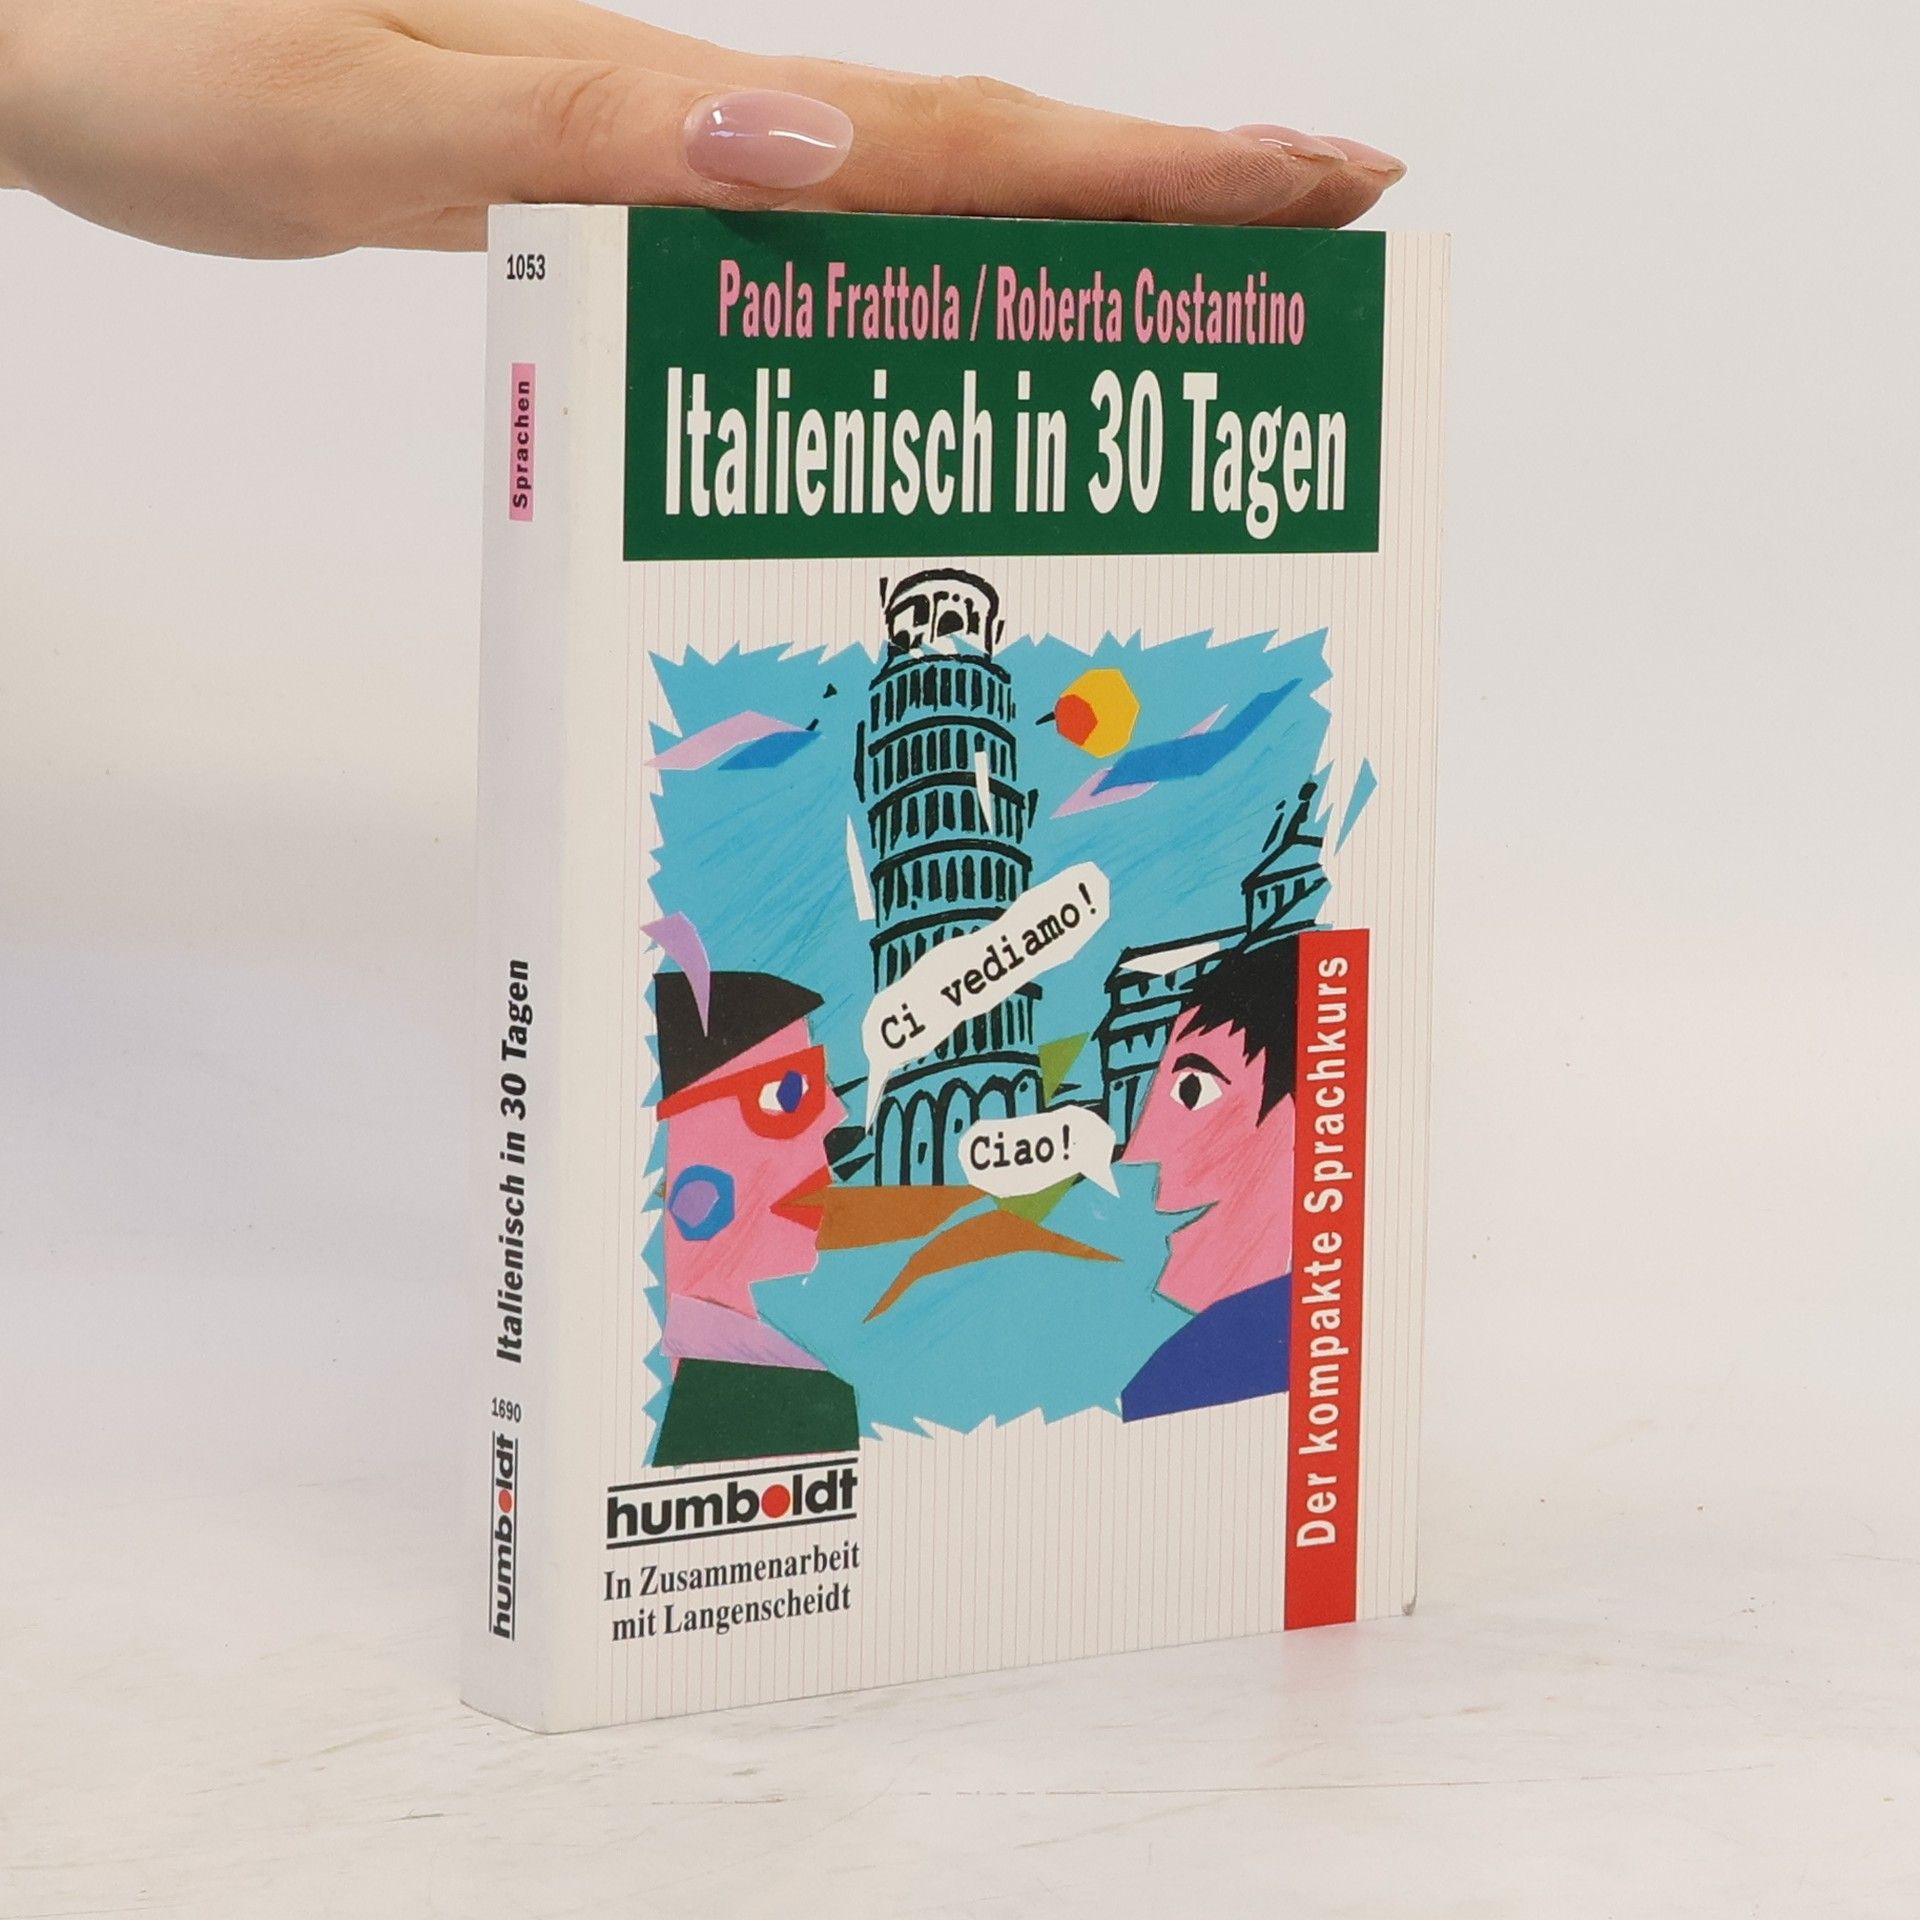 1053
Sprachen
Italienisch in 30 Tagen
1690
humboldt
Paola Frattola / Roberta Costantino
Italienisch in 30 Tagen
Ci vediamo!
Ciao!
Der kompakte Sprachkurs
humboldt
In Zusammenarbeit
mit Langenscheidt